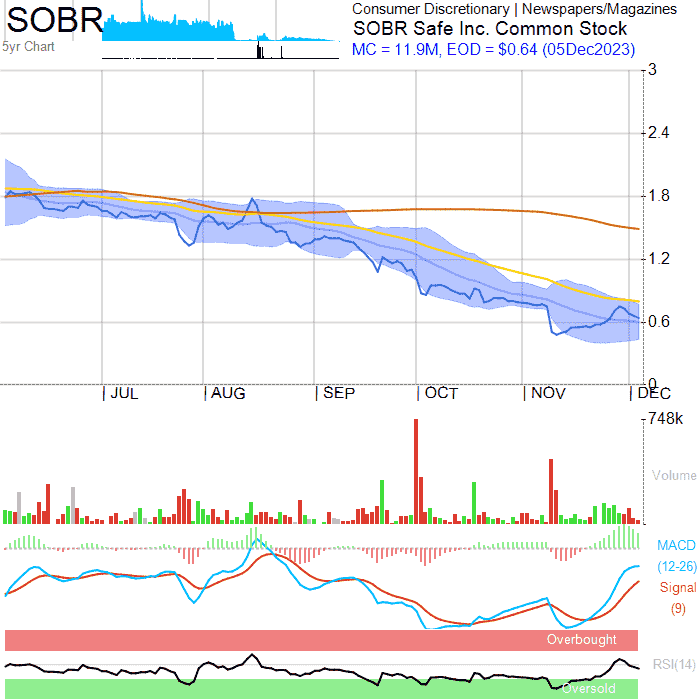 SOBR
5yr Chart
Consumer Discretionary | Newspapers/Magazines
SOBR Safe Inc. Common Stock
MC = 11.9M, EOD = $0.64 (05Dec2023)
3
2.4
1.8
1.2
0.6
0
JUL
AUG
SEP
OCT
NOV
DEC
748k
Volume
MACD
(12-26)
Signal
(9)
Overbought
RSI(14)
Oversold